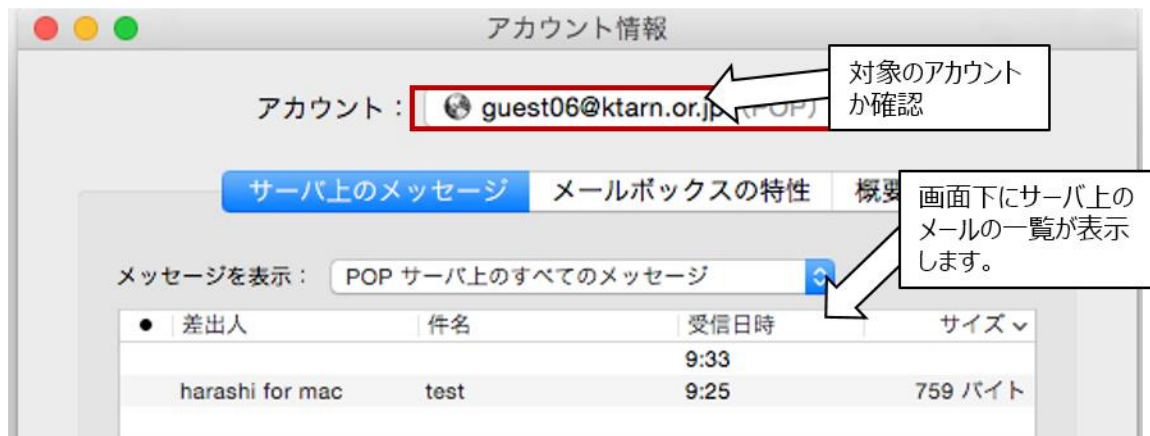 アカウント情報
対象のアカウント
か確認
アカウント： guest06@ktarn.or.jp (POP)
サーバ上のメッセージ メールボックスの特性 概要
画面下にサーバ上の
メールの一覧が表示
します。
メッセージを表示： POP サーバ上のすべてのメッセージ
● 差出人 件名 受信日時 サイズ
9:33
harashi for mac test 9:25 759 バイト